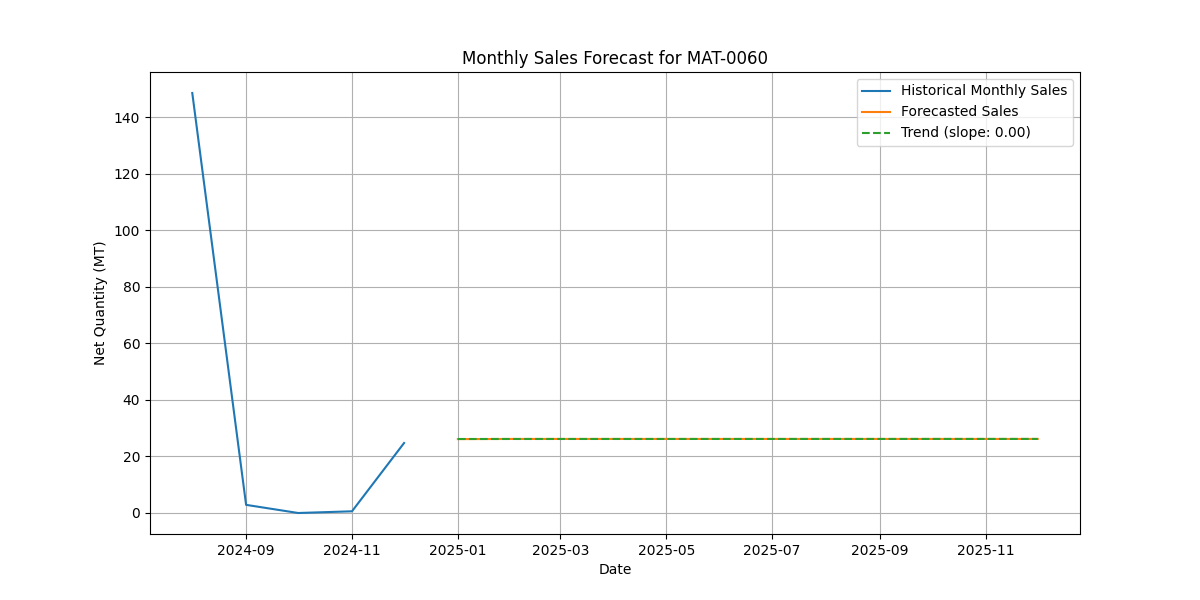 Monthly Sales Forecast for MAT-0060
Historical Monthly Sales
Forecasted Sales
Trend (slope: 0.00)
Net Quantity (MT)
140
120
100
80
60
40
20
0
2024-09 2024-11 2025-01 2025-03 2025-05 2025-07 2025-09 2025-11
Date